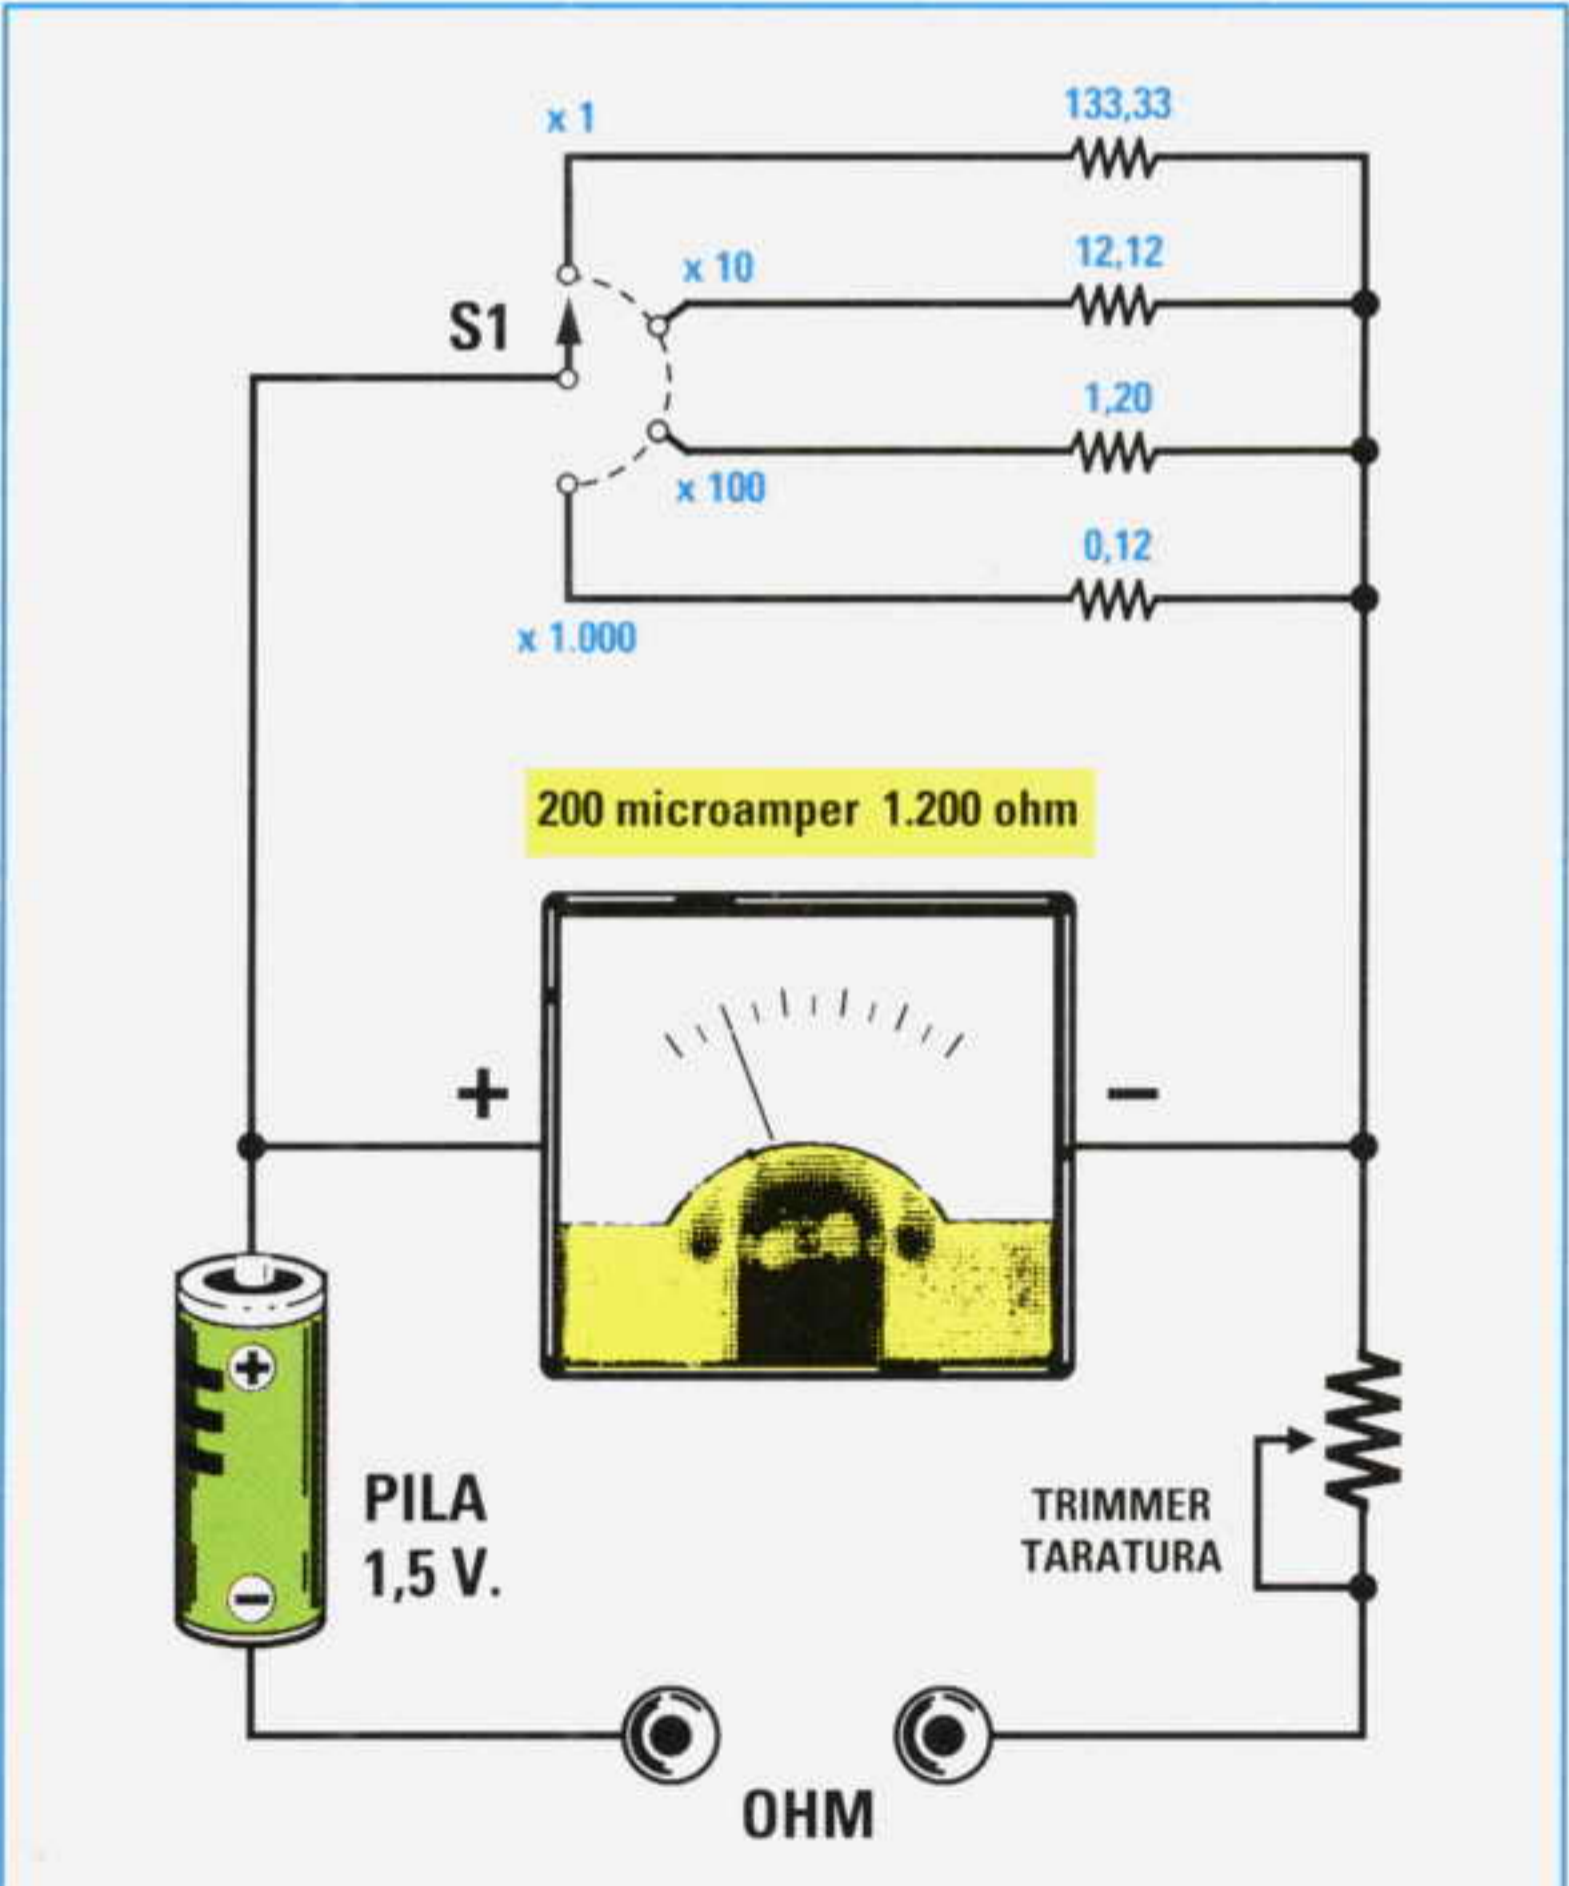 x 1
133,33
x 10
12,12
S1
1,20
x 100
0,12
x 1.000
200 microamper 1.200 ohm
+
−
+
PILA
1,5 V.
−
TRIMMER
TARATURA
OHM